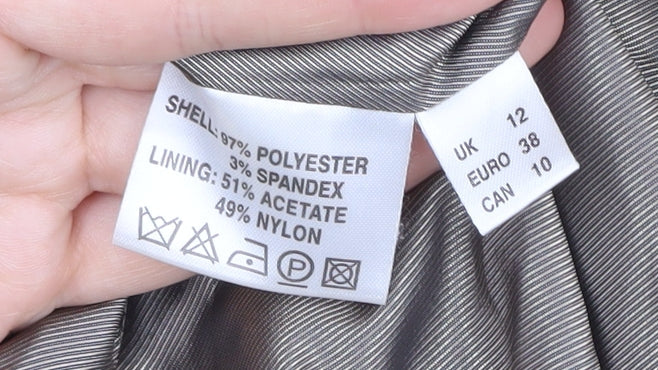 SHELL: 97% POLYESTER
3% SPANDEX
LINING: 51% ACETATE
49% NYLON
P
UK 12
EURO 38
CAN 10